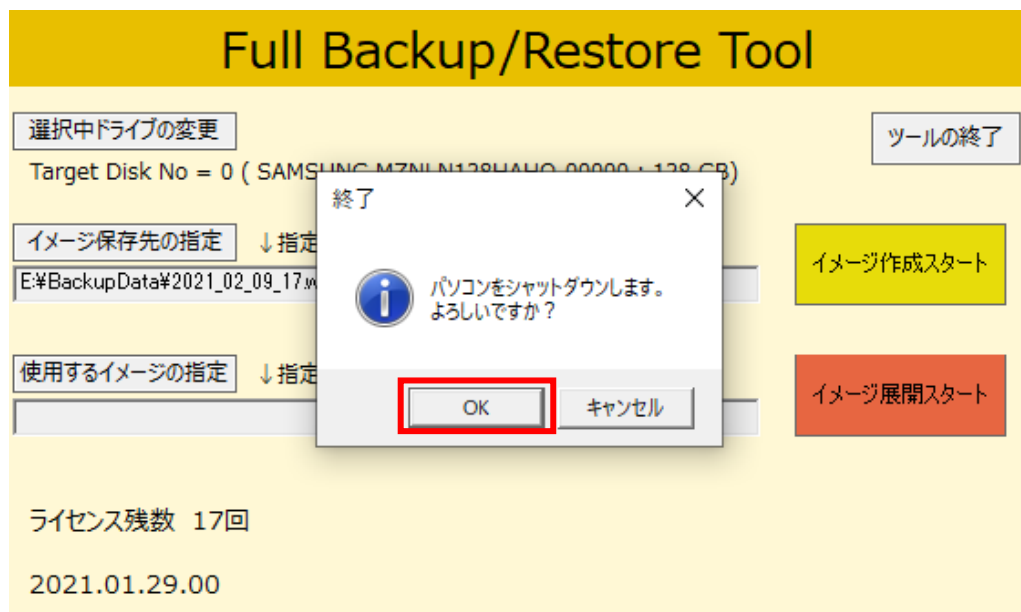 Full Backup/Restore Tool
選択中ドライブの変更
ツールの終了
Target Disk No = 0 ( SAMSUNG MZNLN128HAHQ-00000 : 128 GB)
終了
イメージ保存先の指定
↓指定
イメージ作成スタート
E:¥BackupData¥2021_02_09_17.w
パソコンをシャットダウンします。
よろしいですか？
使用するイメージの指定
↓指定
イメージ展開スタート
OK
キャンセル
ライセンス残数 17回
2021.01.29.00